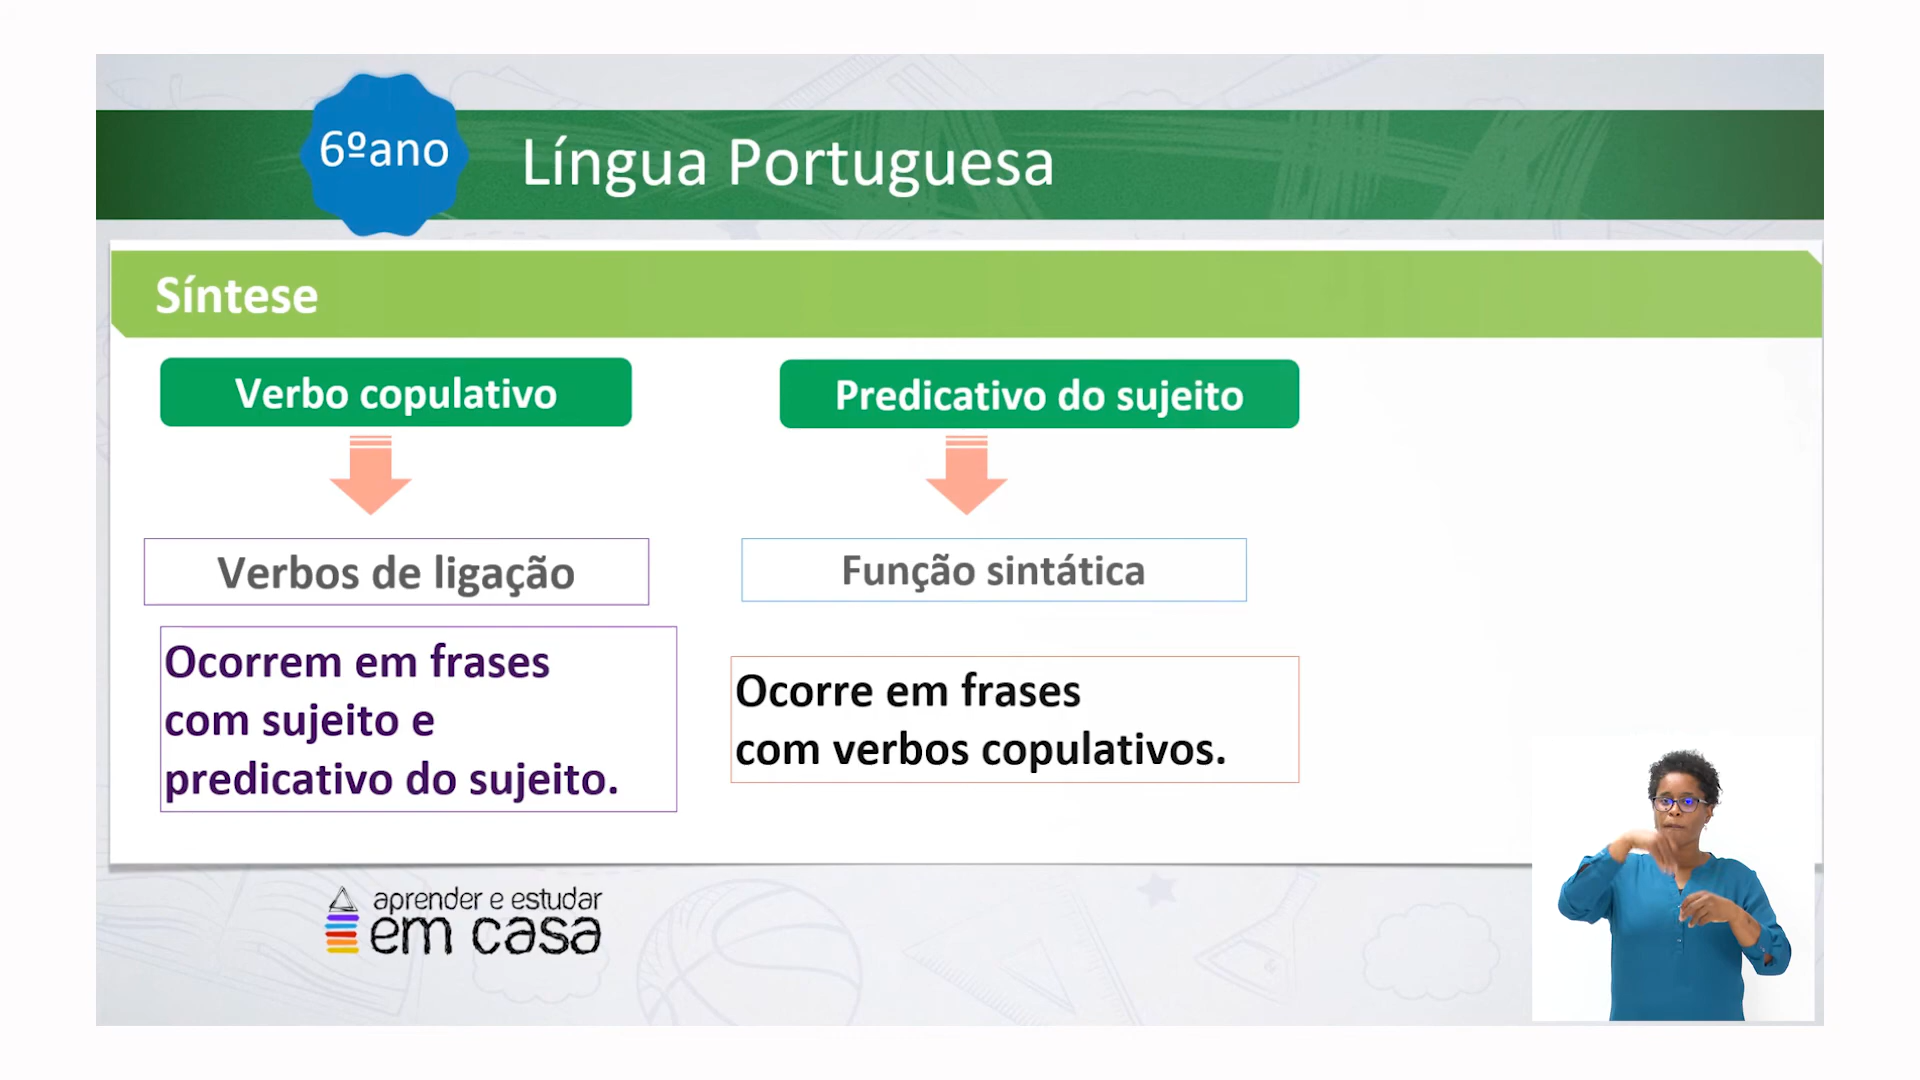 6ºano
Língua Portuguesa
Síntese
Verbo copulativo
Verbos de ligação
Ocorrem em frases
com sujeito e
predicativo do sujeito.
Predicativo do sujeito
Função sintática
Ocorre em frases
com verbos copulativos.
aprender e estudar
em casa